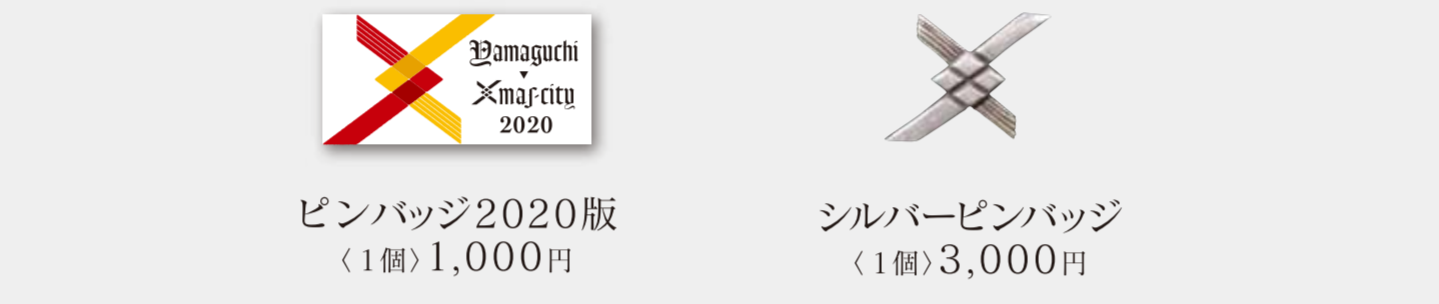 Yamaguchi
Xmas-city
2020
ピンバッジ2020版
〈1個〉1,000円
シルバーピンバッジ
〈1個〉3,000円